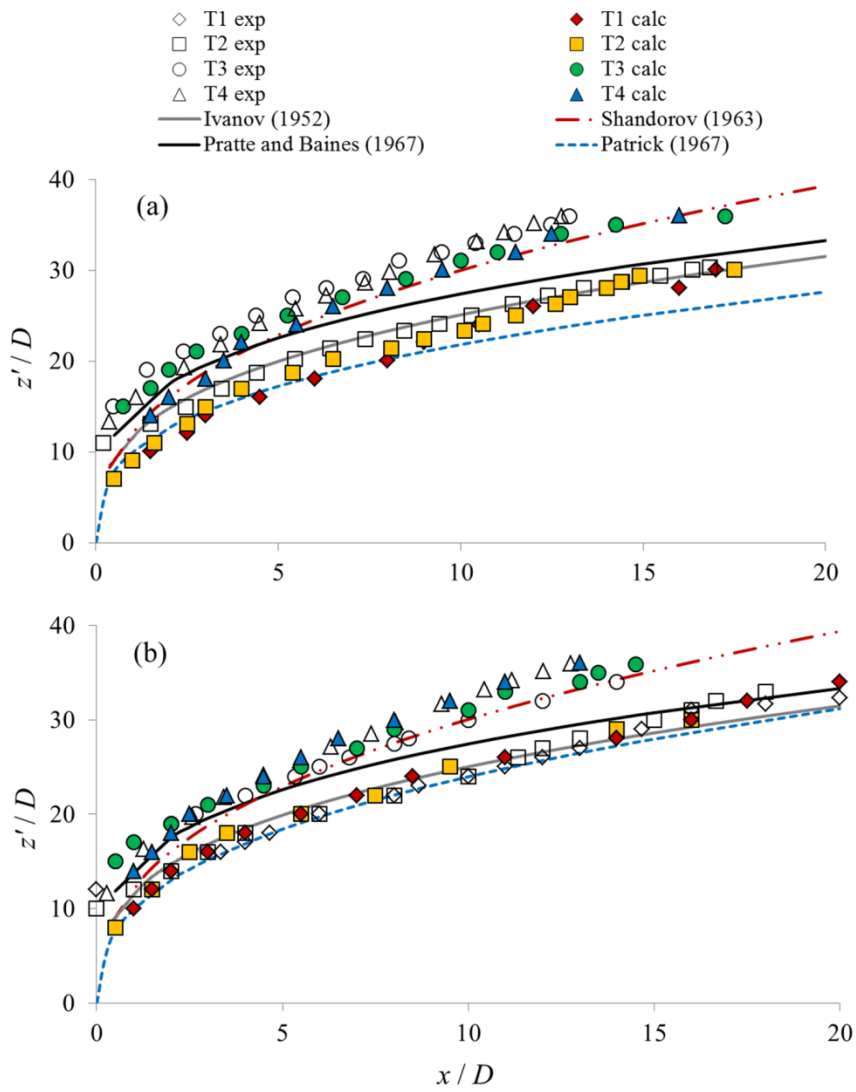 T1 exp T1 calc
T2 exp T2 calc
T3 exp T3 calc
T4 exp T4 calc
Ivanov (1952) Shandorov (1963)
Pratte and Baines (1967) Patrick (1967)
40
(a)
30
z' / D
20
10
0
0 5 10 15 20
40
(b)
30
z' / D
20
10
0
0 5 10 15 20
x / D